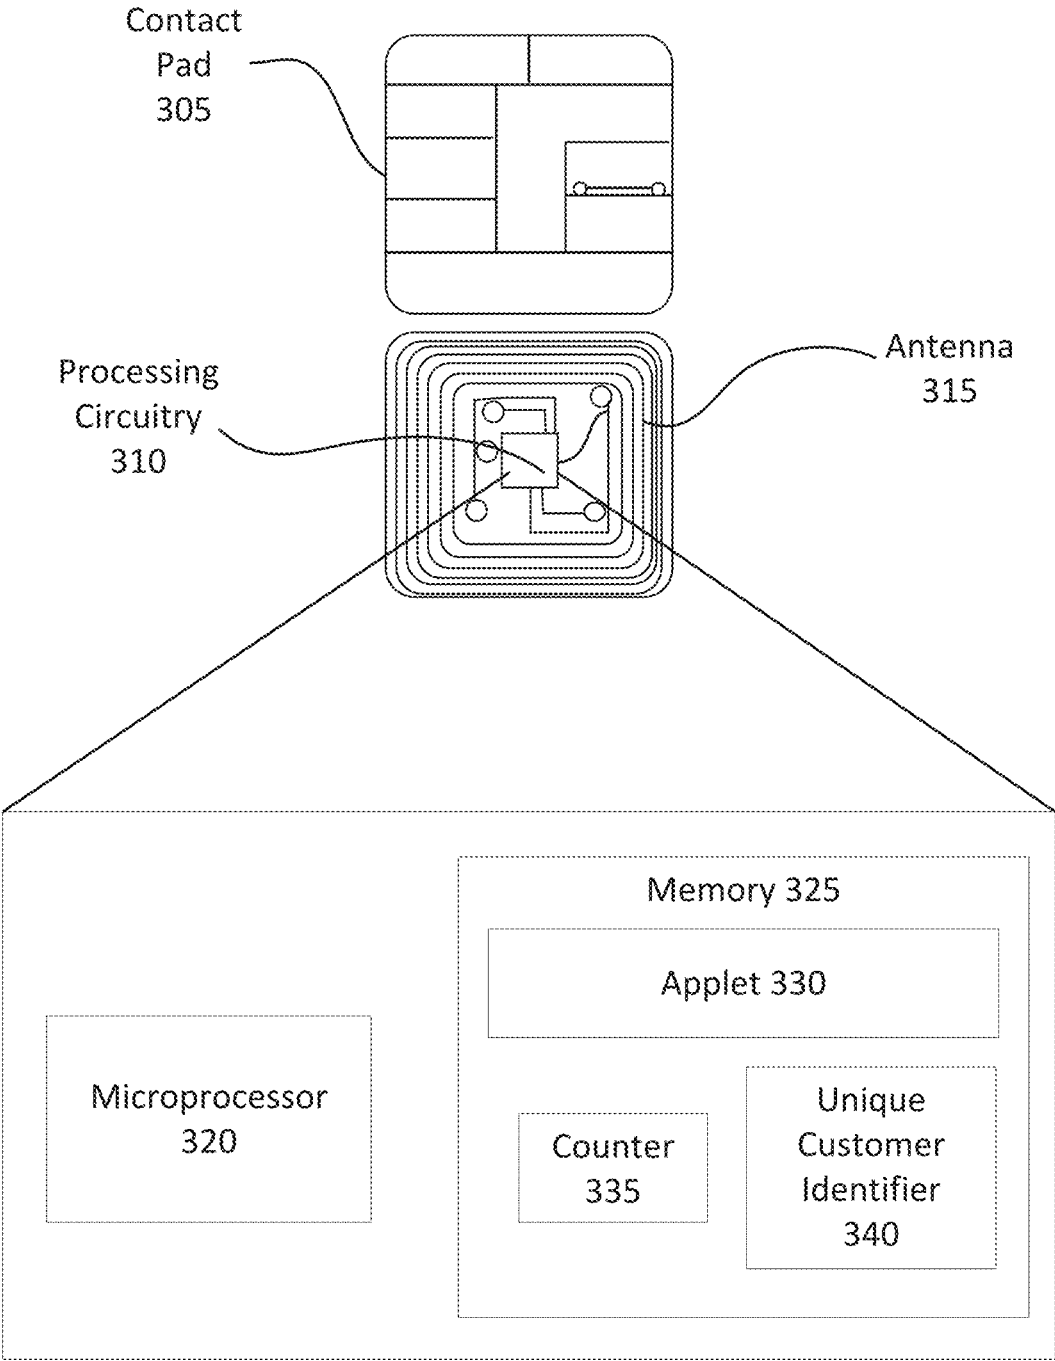 Contact
Pad
305
Antenna
315
Processing
Circuitry
310
Memory 325
Applet 330
Microprocessor
320
Counter
335
Unique
Customer
Identifier
340